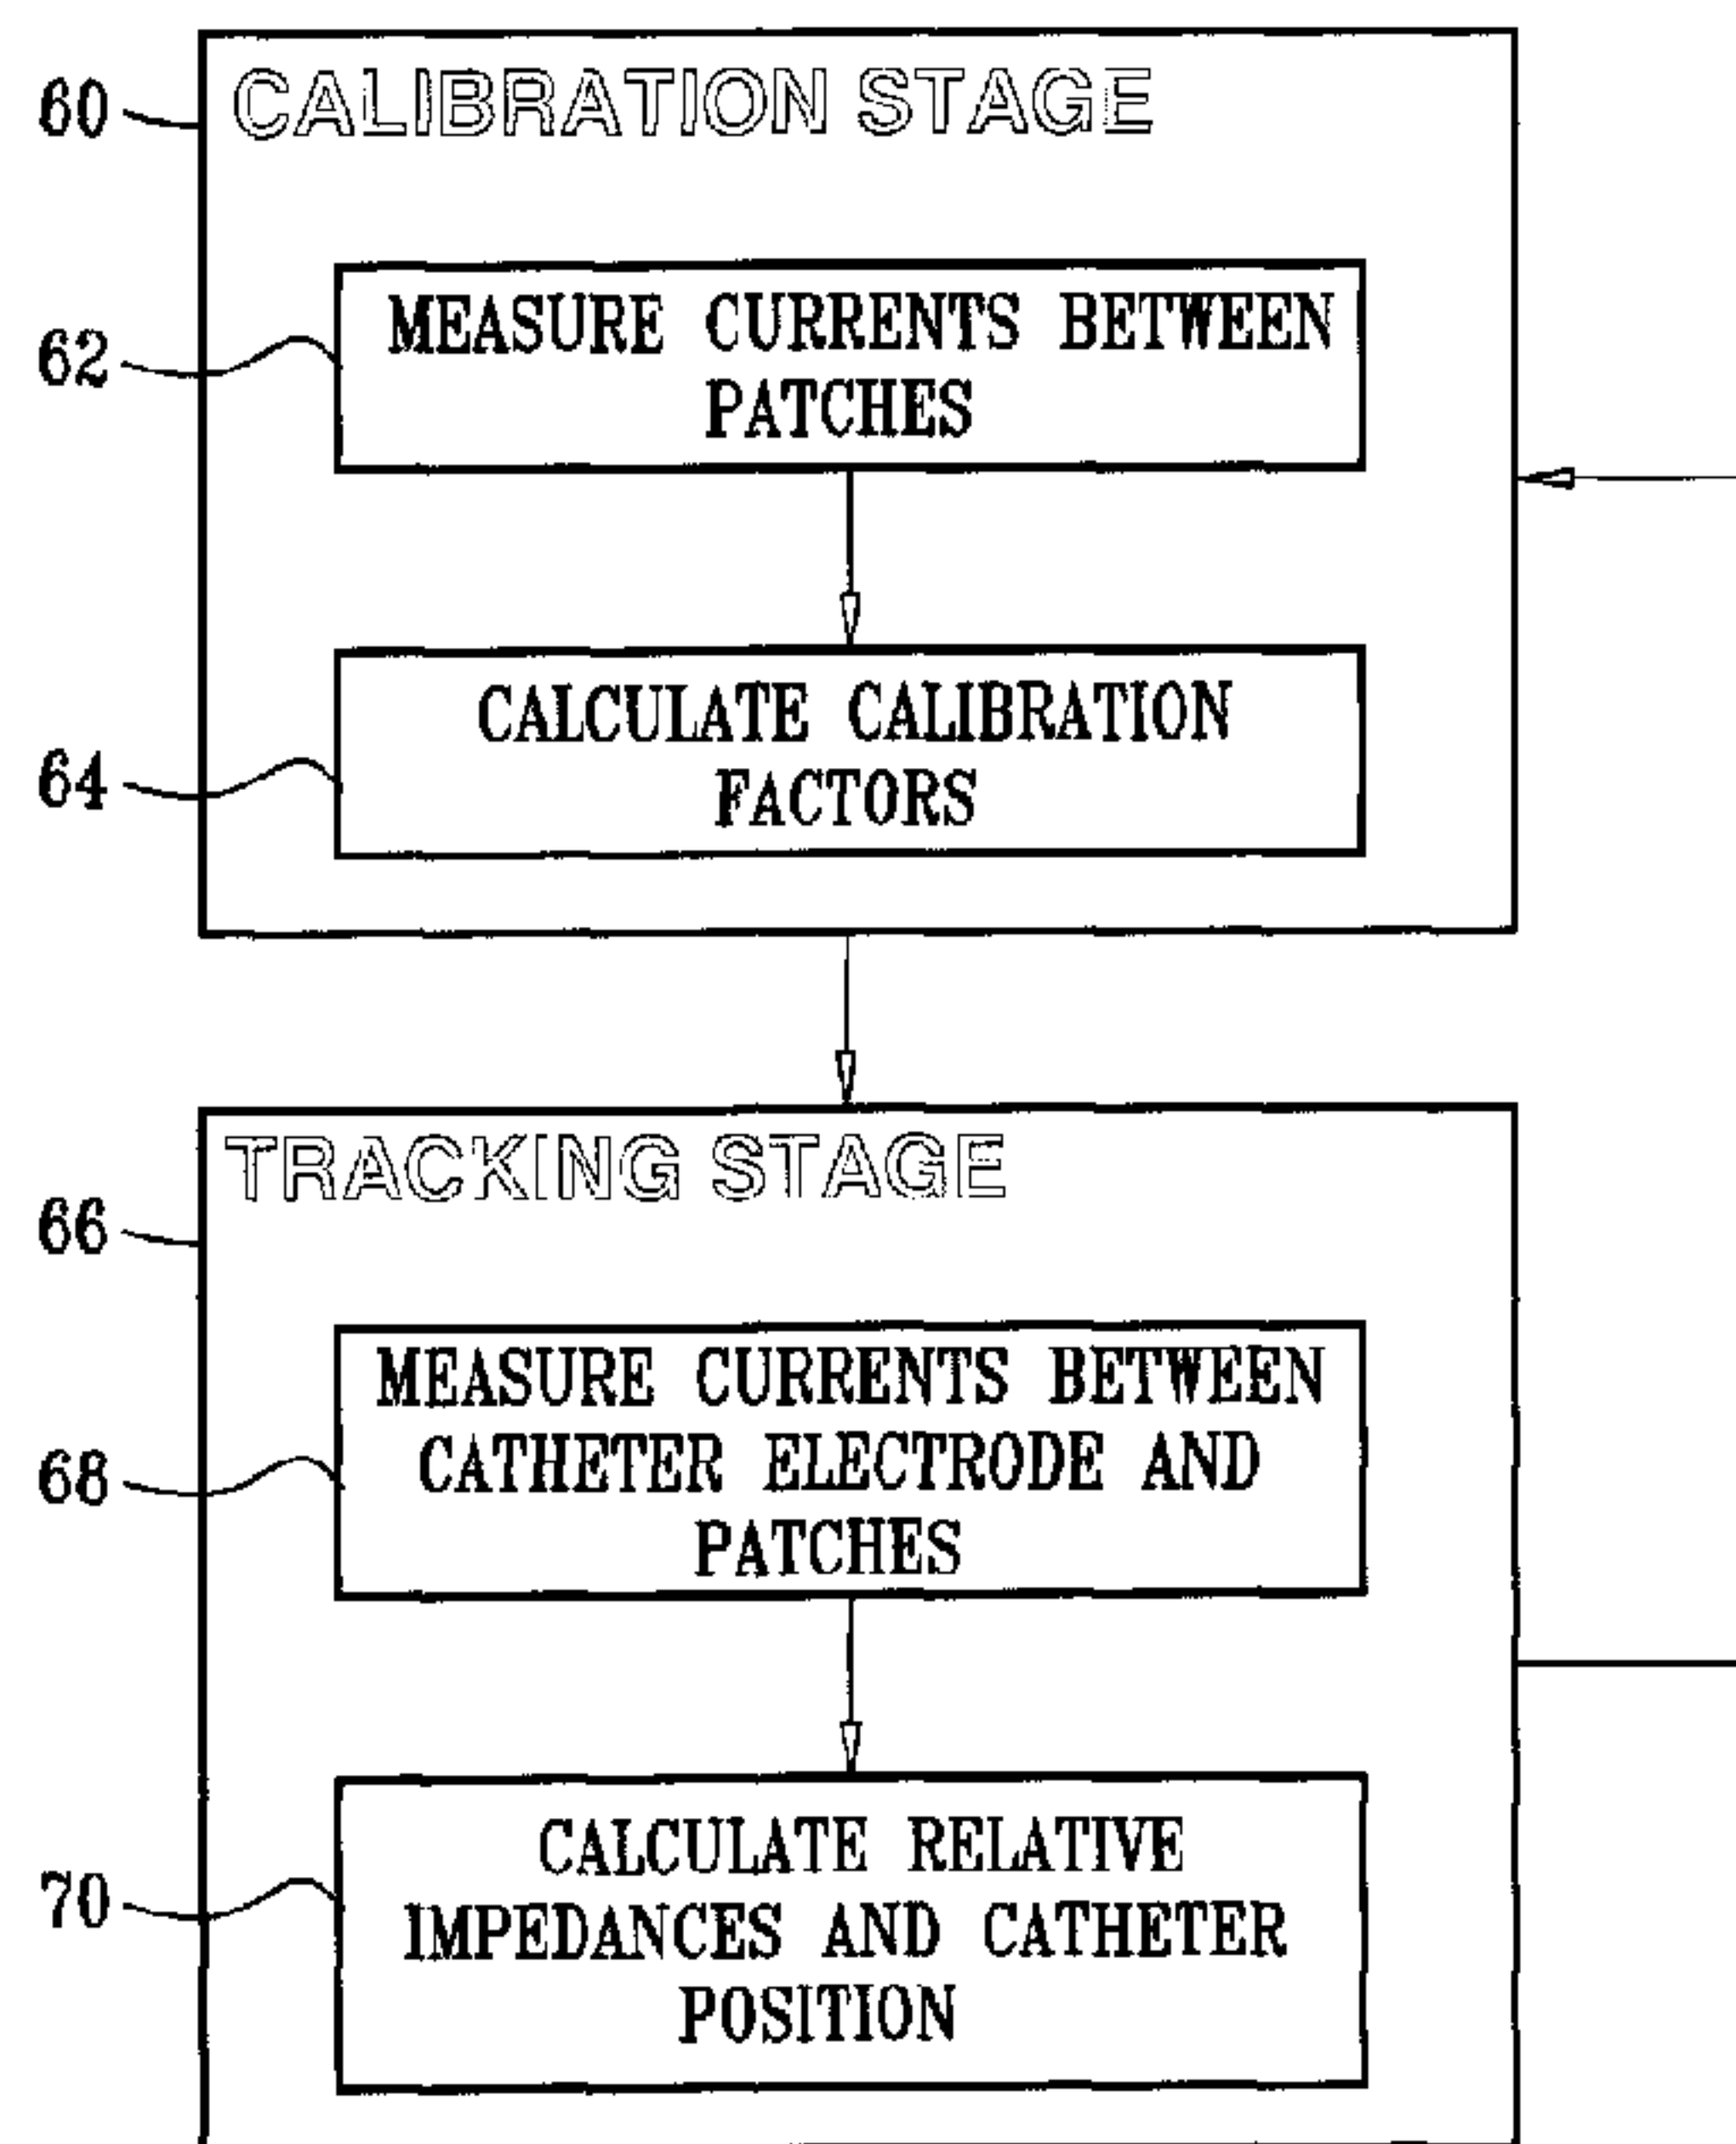 60
CALIBRATION STAGE
62
MEASURE CURRENTS BETWEEN
PATCHES
64
CALCULATE CALIBRATION
FACTORS
66
TRACKING STAGE
68
MEASURE CURRENTS BETWEEN
CATHETER ELECTRODE AND
PATCHES
70
CALCULATE RELATIVE
IMPEDANCES AND CATHETER
POSITION